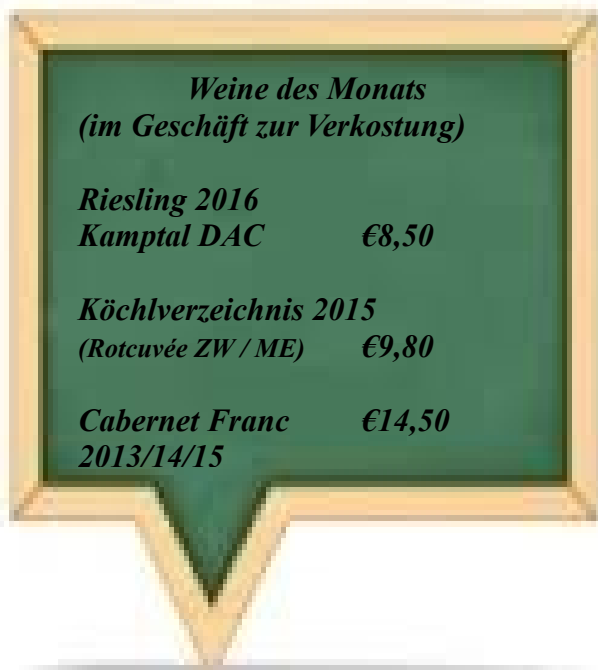 Weine des Monats
(im Geschäft zur Verkostung)
Riesling 2016
Kamptal DAC €8,50
Köchlverzeichnis 2015
(Rotcuvée ZW / ME) €9,80
Cabernet Franc €14,50
2013/14/15